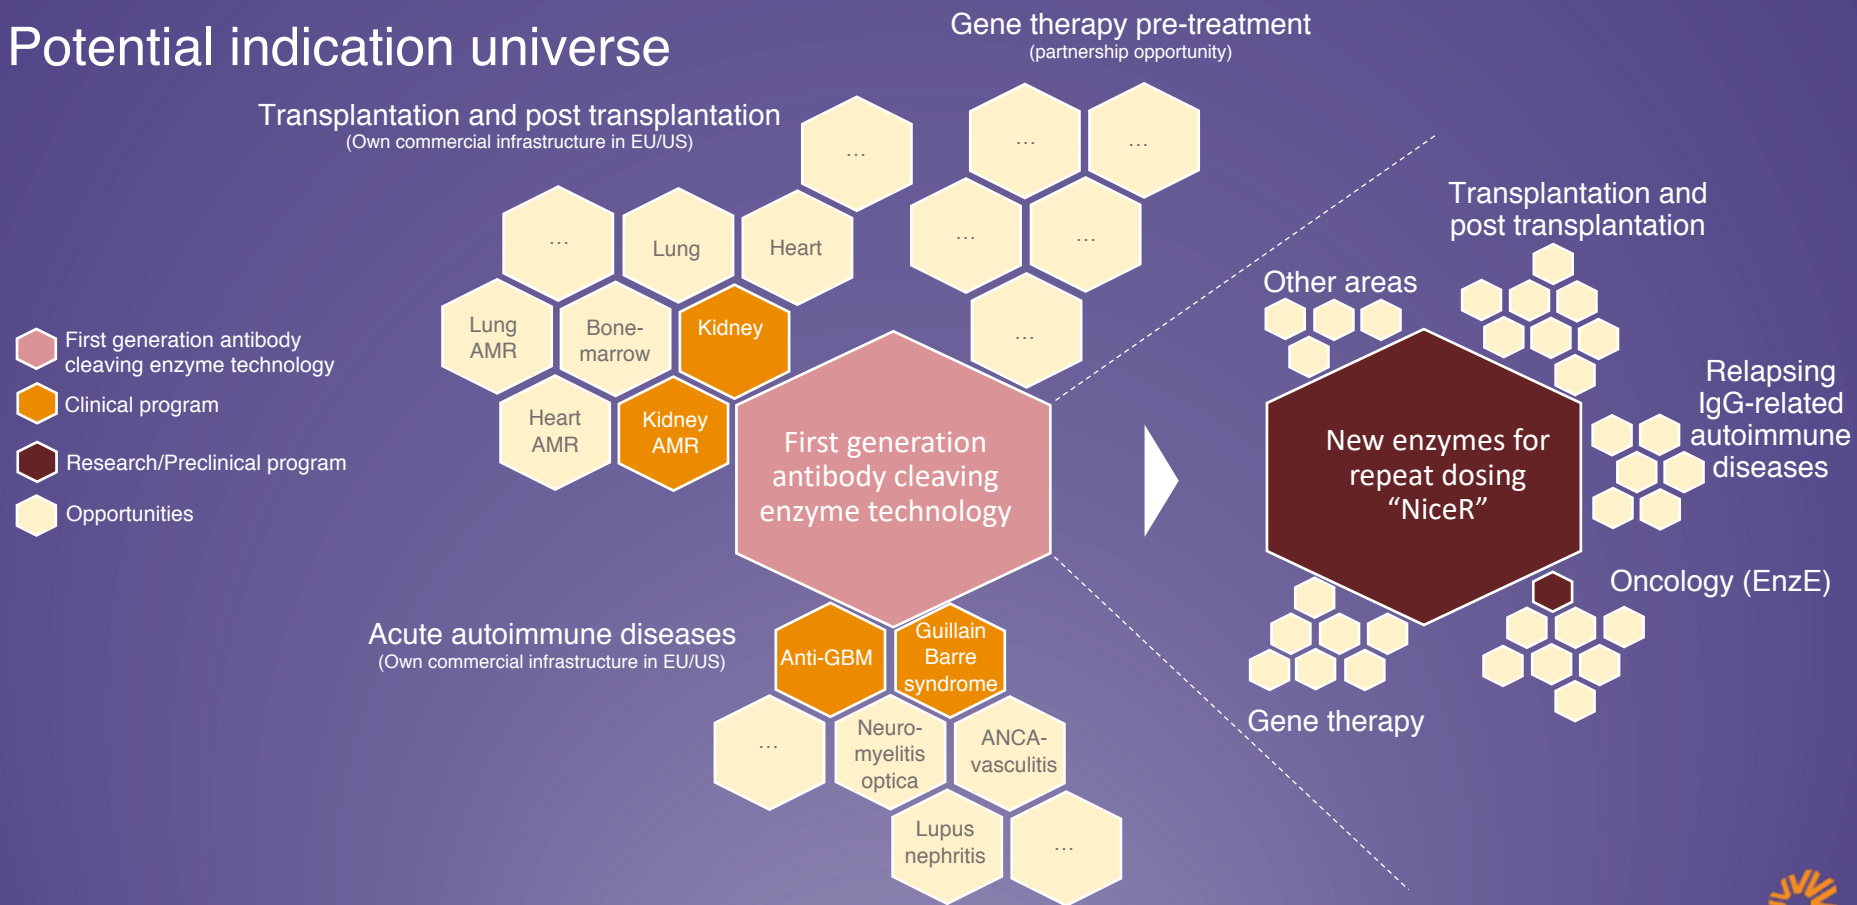 Potential indication universe
Gene therapy pre-treatment
(partnership opportunity)
Transplantation and post transplantation
(Own commercial infrastructure in EU/US)
...
...
...
...
Lung
Heart
...
...
Lung
AMR
Bone-
marrow
Kidney
...
Heart
AMR
Kidney
AMR
First generation antibody
cleaving enzyme technology
Clinical program
Research/Preclinical program
Opportunities
First generation
antibody cleaving
enzyme technology
Acute autoimmune diseases
(Own commercial infrastructure in EU/US)
Anti-GBM
Guillain
Barre
syndrome
...
Neuro-
myelitis
optica
ANCA-
vasculitis
Lupus
nephritis
...
Transplantation and
post transplantation
Other areas
Relapsing
IgG-related
autoimmune
diseases
New enzymes for
repeat dosing
“NiceR”
Oncology (EnzE)
Gene therapy